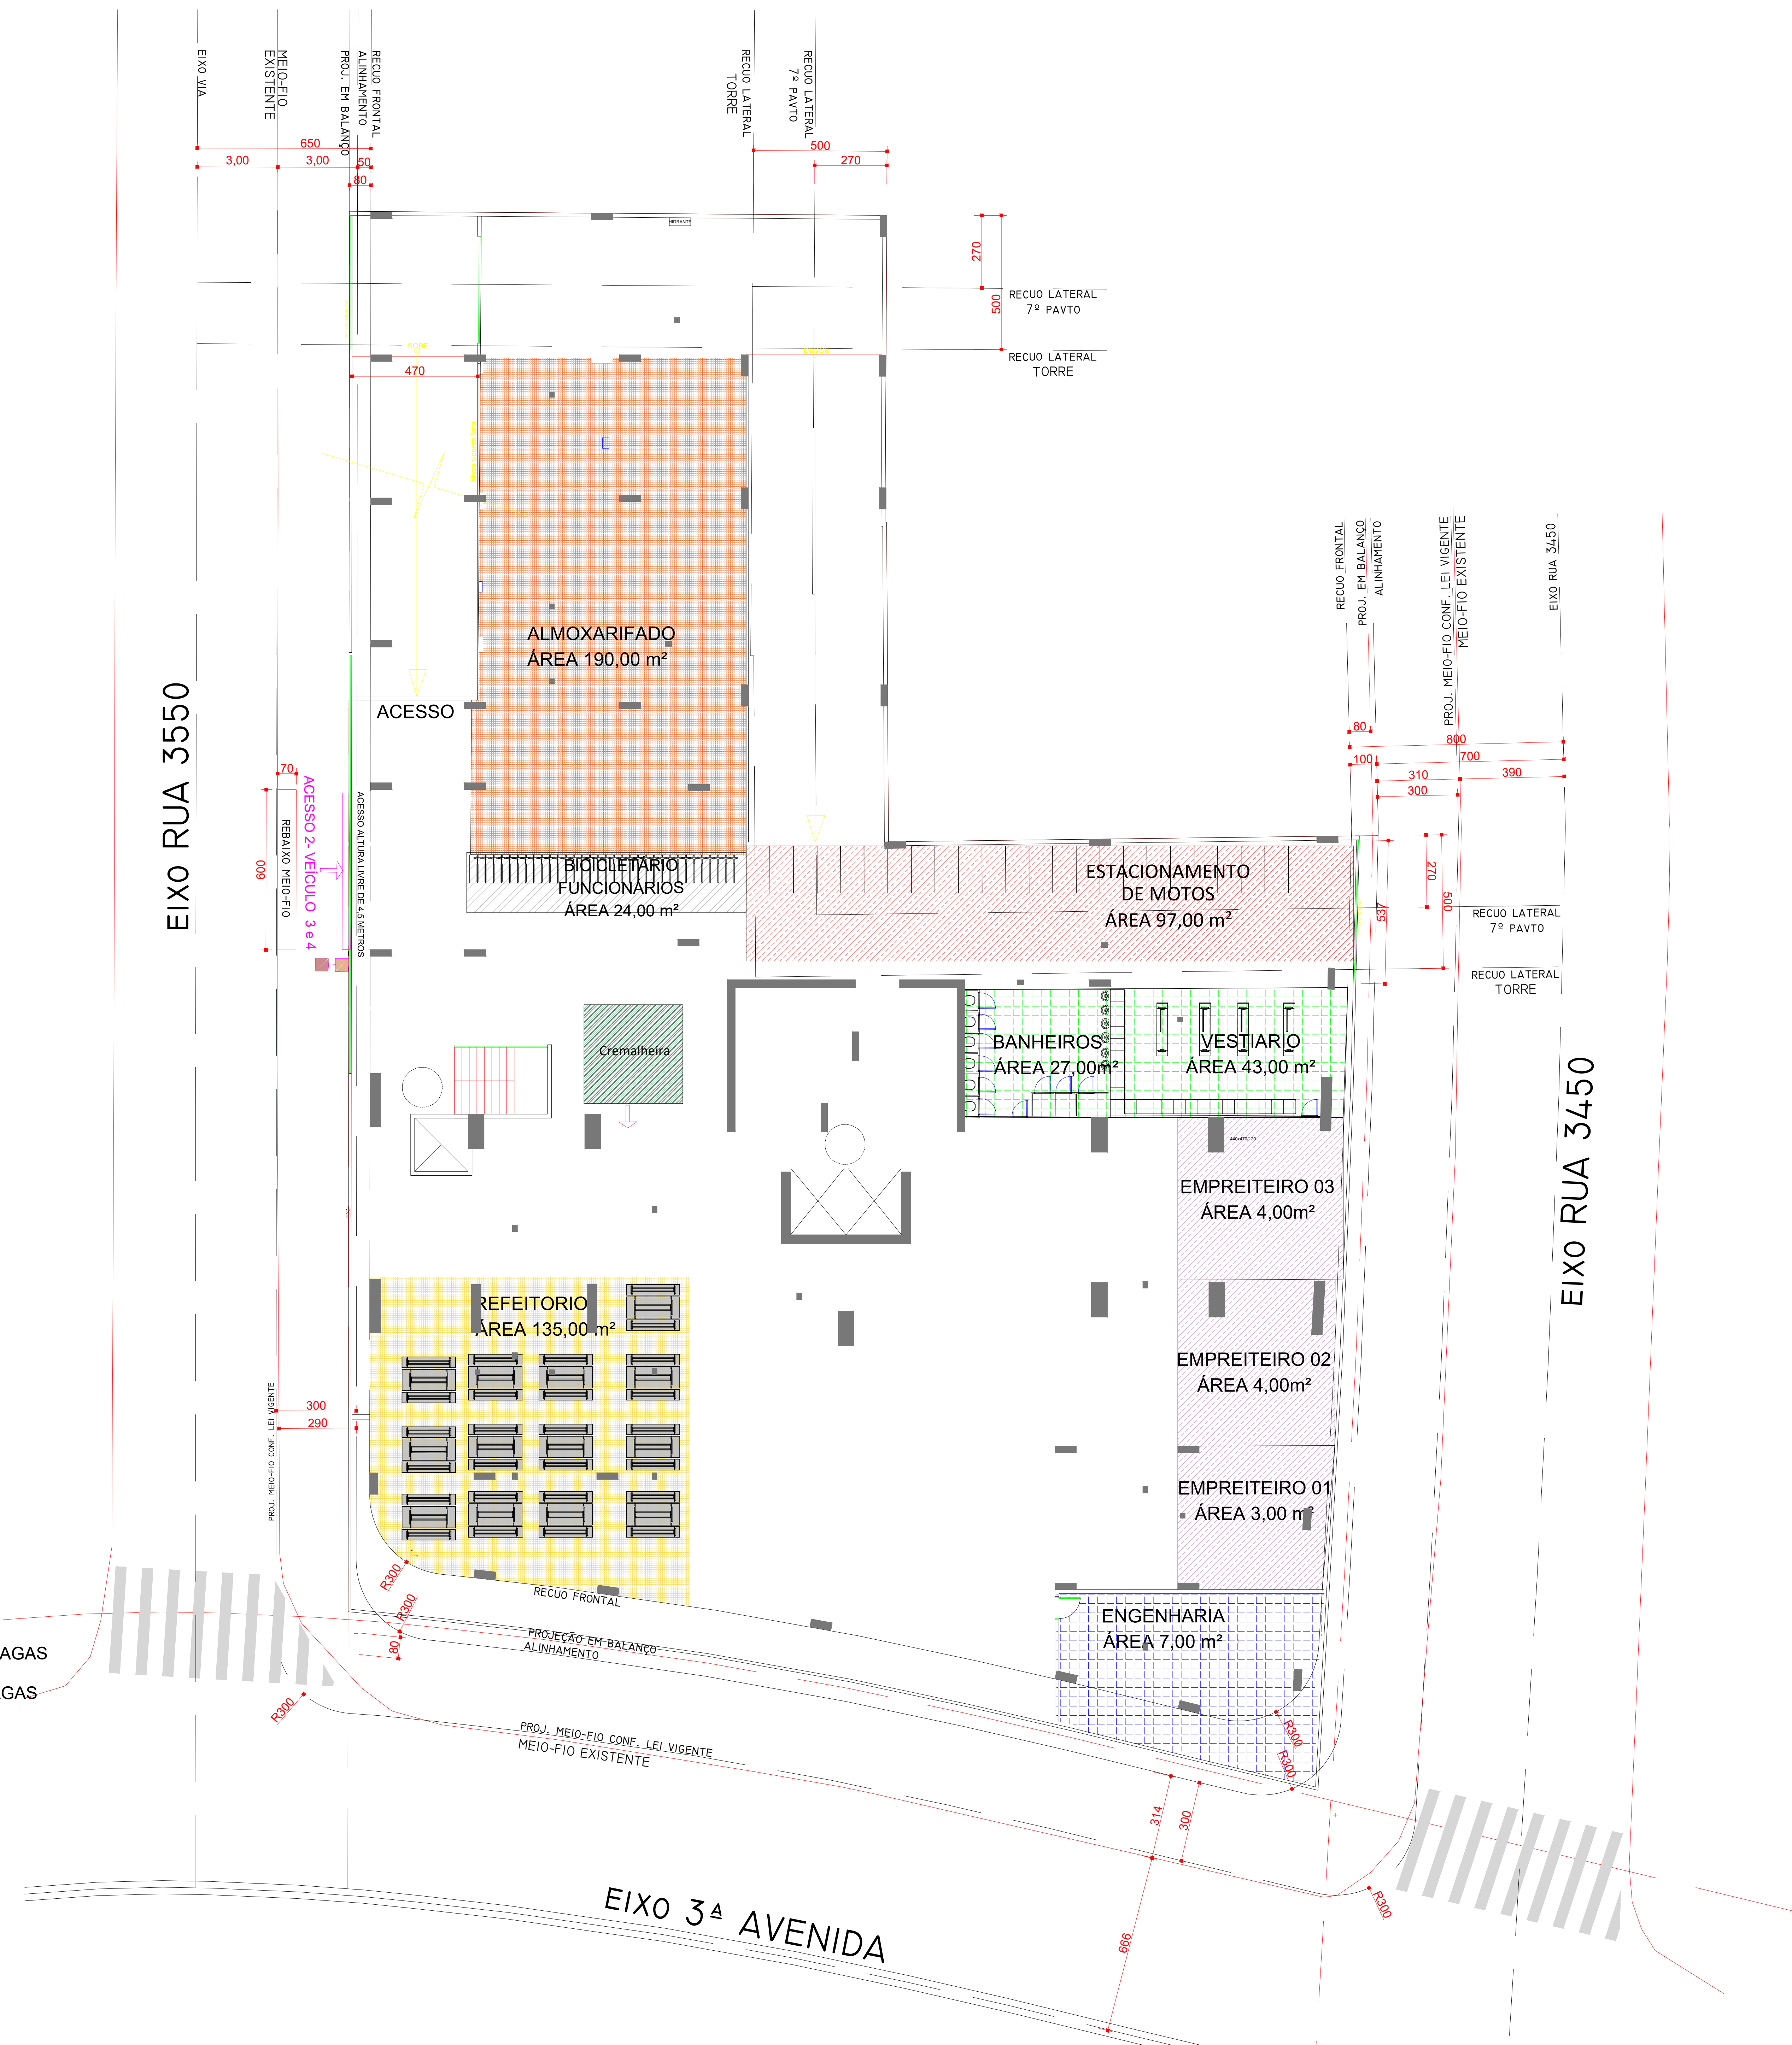 EIXO VIA
MEIO-FIO
EXISTENTE
PROJ. EM BALANÇO
ALINHAMENTO
RECUO FRONTAL
RECUO LATERAL
TORRE
RECUO LATERAL
7º PAVTO
650
3,00
3,00
50
80
500
270
HIDRANTE
270
500
RECUO LATERAL
7º PAVTO
RECUO LATERAL
TORRE
470
ALMOXARIFADO
ÁREA 190,00 m²
ACESSO
EIXO RUA 3550
70
600
REBAIXO MEIO-FIO
ACESSO 2- VEÍCULO 3 e 4
ACESSO ALTURA LIVRE DE 4,5 METROS
RECUO FRONTAL
PROJ. EM BALANÇO
ALINHAMENTO
PROJ. MEIO-FIO CONF. LEI VIGENTE
MEIO-FIO EXISTENTE
EIXO RUA 3450
80
800
100
700
310
390
300
270
500
537
RECUO LATERAL
7º PAVTO
RECUO LATERAL
TORRE
BICICLETÁRIO
FUNCIONÁRIOS
ÁREA 24,00 m²
ESTACIONAMENTO
DE MOTOS
ÁREA 97,00 m²
Cremalheira
BANHEIROS
ÁREA 27,00m²
VESTIARIO
ÁREA 43,00 m²
440x470/120
EMPREITEIRO 03
ÁREA 4,00m²
EIXO RUA 3450
REFEITORIO
ÁREA 135,00 m²
EMPREITEIRO 02
ÁREA 4,00m²
300
290
PROJ. MEIO-FIO CONF. LEI VIGENTE
EMPREITEIRO 01
ÁREA 3,00 m²
R300
R300
80
RECUO FRONTAL
PROJEÇÃO EM BALANÇO
ALINHAMENTO
ENGENHARIA
ÁREA 7,00 m²
AGAS
AGAS
R300
PROJ. MEIO-FIO CONF. LEI VIGENTE
MEIO-FIO EXISTENTE
R300
R300
314
300
R300
666
EIXO 3ª AVENIDA